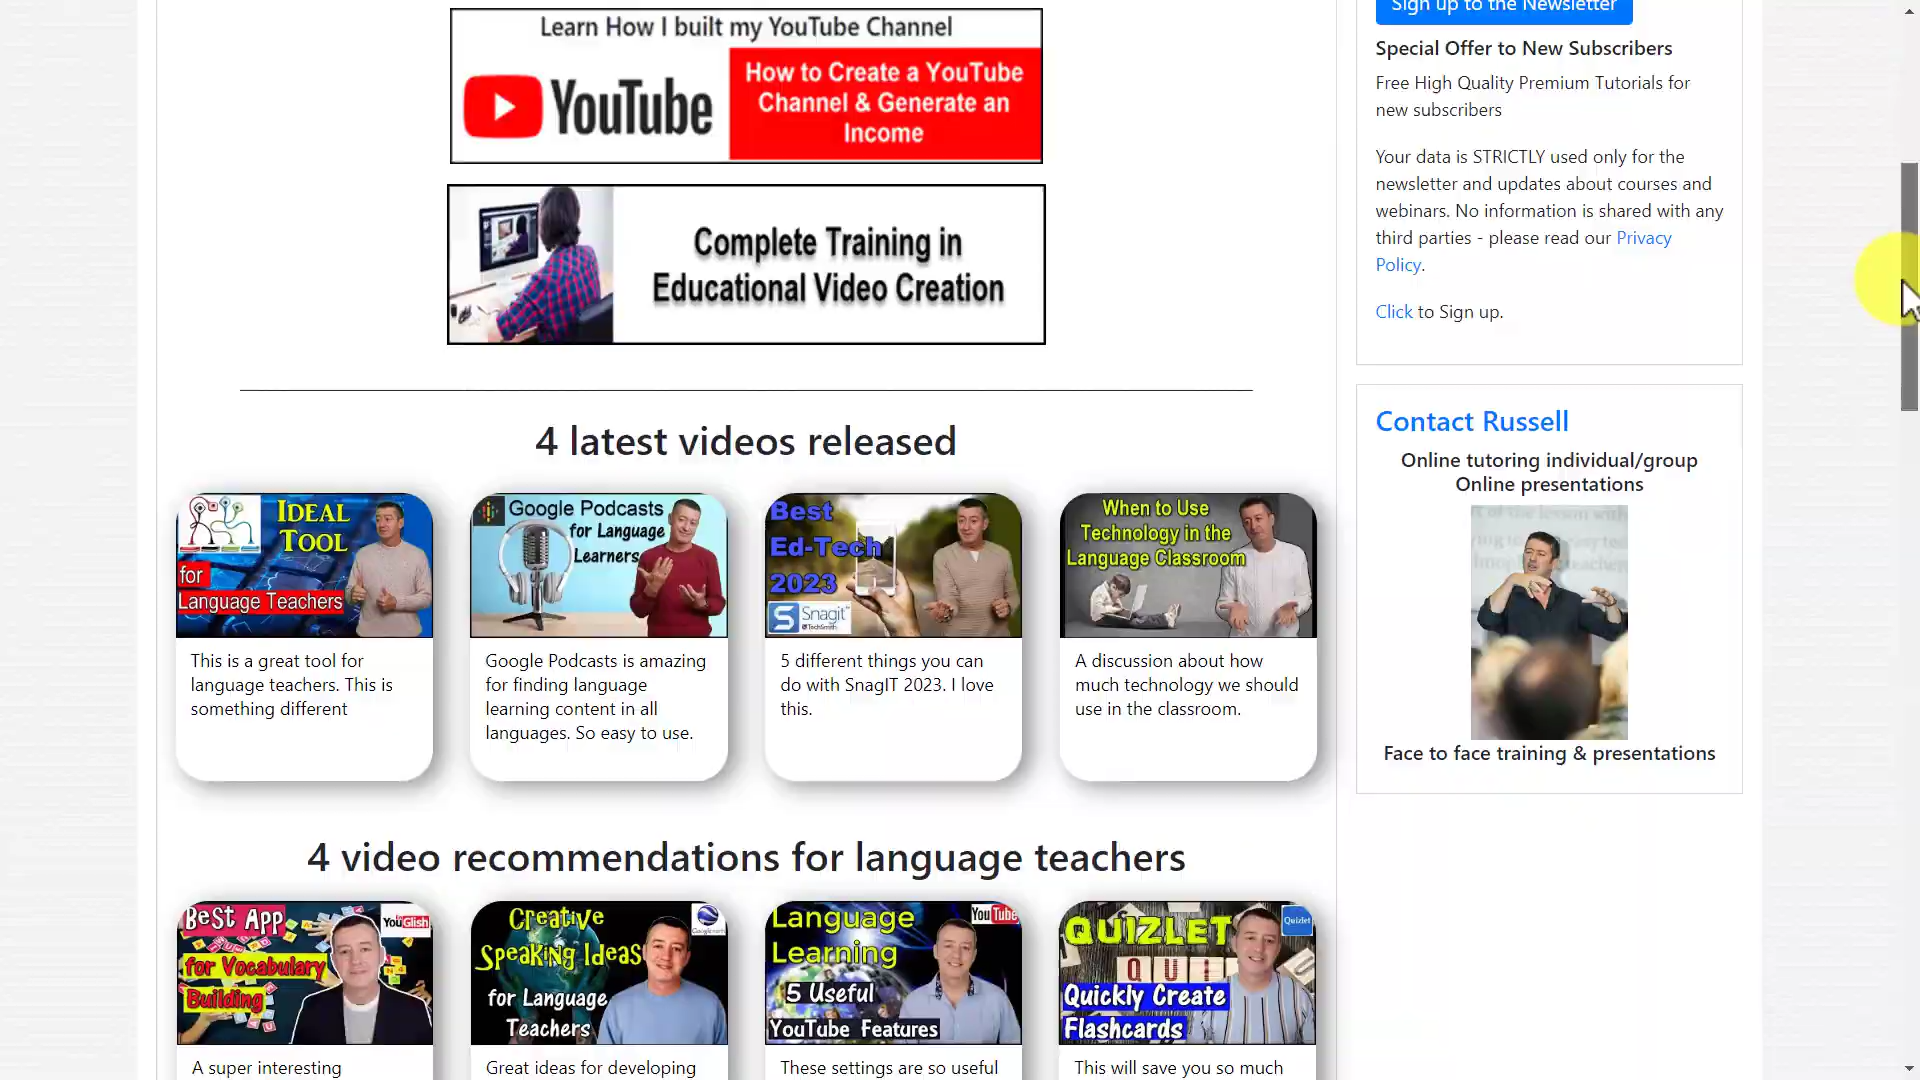 Learn How I built my YouTube Channel
YouTube
How to Create a YouTube
Channel & Generate an
Income
Complete Training in
Educational Video Creation
4 latest videos released
IDEAL
TOOL
for
Language Teachers
This is a great tool for
language teachers. This is
something different
Google Podcasts
for Language
Learners
Google Podcasts is amazing
for finding language
learning content in all
languages. So easy to use.
Best
Ed-Tech
2023
Snagit
TechSmith
5 different things you can
do with SnagIT 2023. I love
this.
When to Use
Technology in the
Language Classroom
A discussion about how
much technology we should
use in the classroom.
4 video recommendations for language teachers
Best App
YouGlish
for Vocabulary
Building
A super interesting
Creative
Speaking Ideas
for Language
Teachers
Great ideas for developing
Language
YouTube
Learning
5 Useful
YouTube Features
These settings are so useful
QUIZLET
Quizlet
QUI
Quickly Create
Flashcards
This will save you so much
Sign up to the Newsletter
Special Offer to New Subscribers
Free High Quality Premium Tutorials for
new subscribers
Your data is STRICTLY used only for the
newsletter and updates about courses and
webinars. No information is shared with any
third parties - please read our Privacy
Policy.
Click to Sign up.
Contact Russell
Online tutoring individual/group
Online presentations
Face to face training & presentations